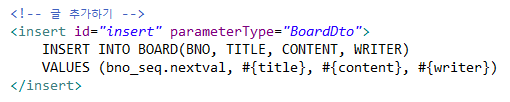 <!-- 글 추가하기 -->
<insert id="insert" parameterType="BoardDto">
    INSERT INTO BOARD(BNO, TITLE, CONTENT, WRITER)
    VALUES (bno_seq.nextval, #{title}, #{content}, #{writer})
</insert>